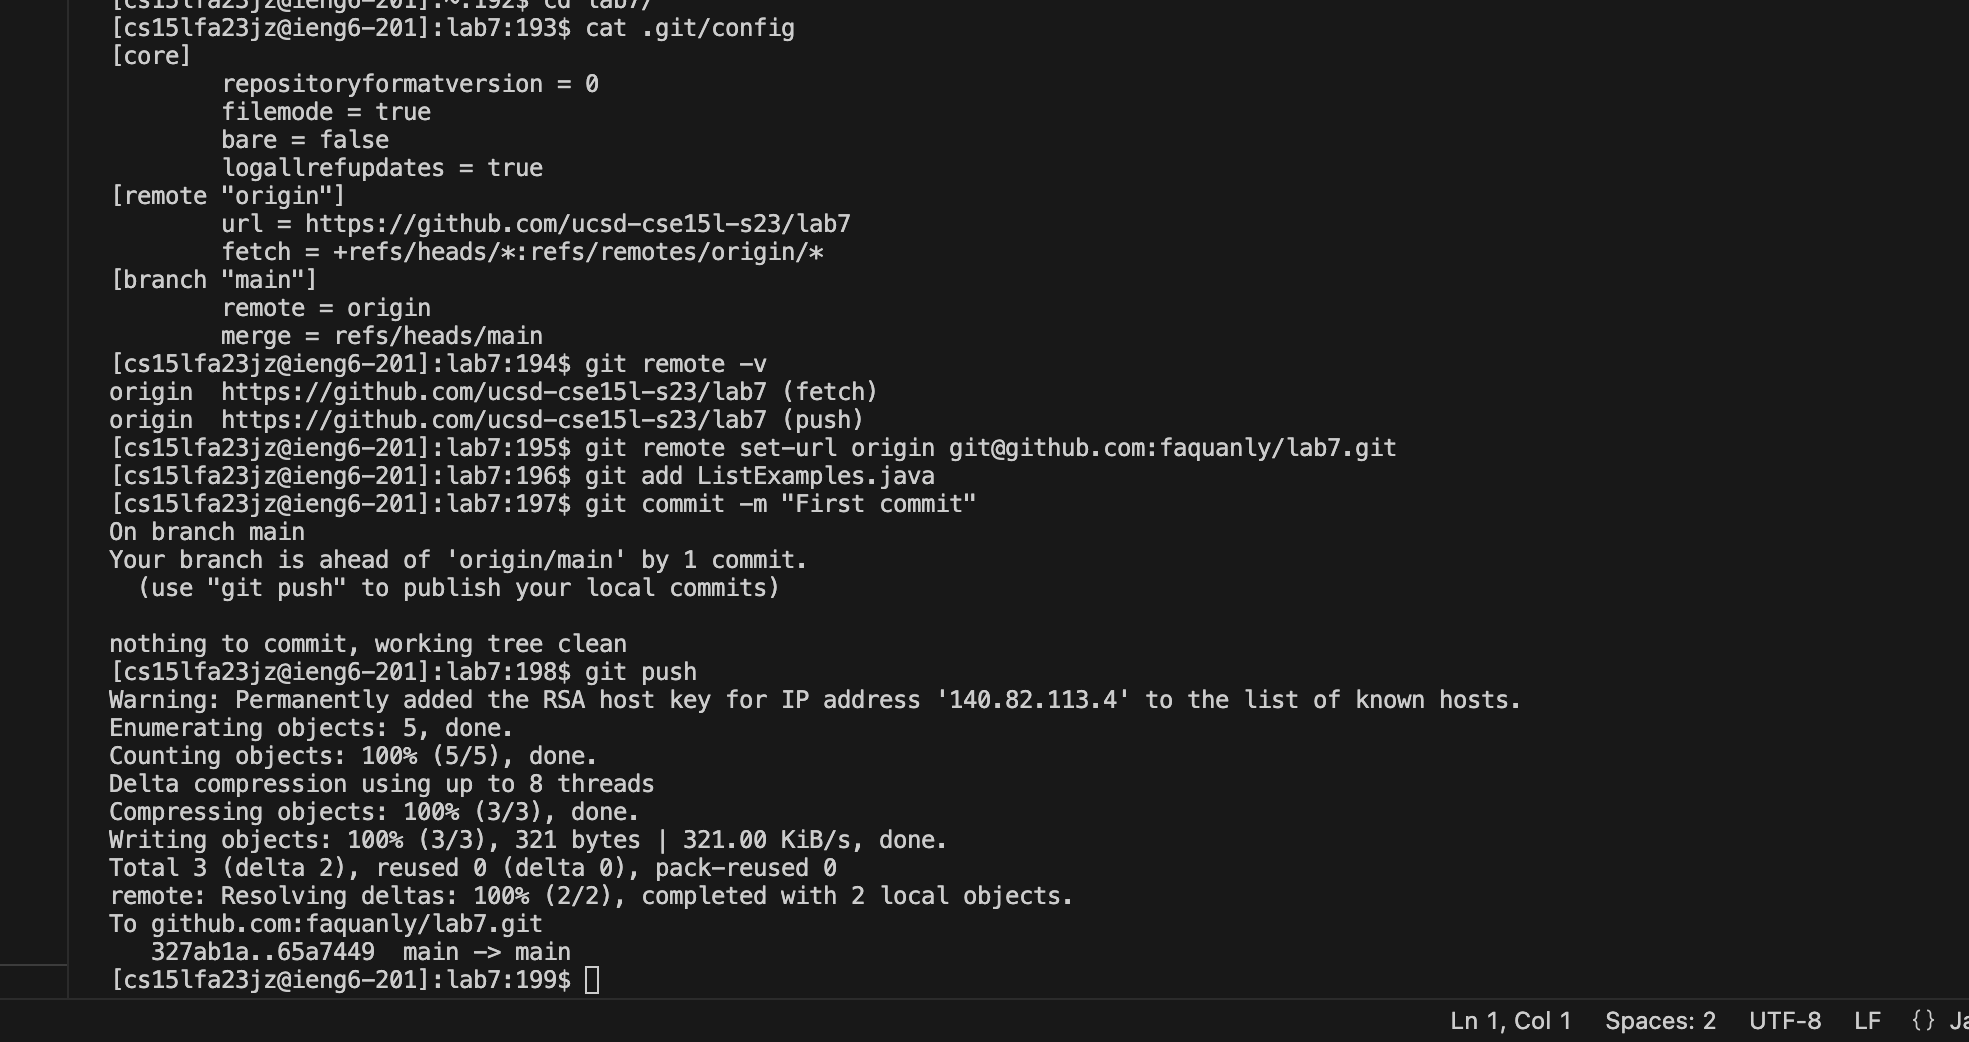 [cs15lfa23jz@ieng6-201]:~:192$ cd lab7/
[cs15lfa23jz@ieng6-201]:lab7:193$ cat .git/config
[core]
        repositoryformatversion = 0
        filemode = true
        bare = false
        logallrefupdates = true
[remote "origin"]
        url = https://github.com/ucsd-cse15l-s23/lab7
        fetch = +refs/heads/*:refs/remotes/origin/*
[branch "main"]
        remote = origin
        merge = refs/heads/main
[cs15lfa23jz@ieng6-201]:lab7:194$ git remote -v
origin  https://github.com/ucsd-cse15l-s23/lab7 (fetch)
origin  https://github.com/ucsd-cse15l-s23/lab7 (push)
[cs15lfa23jz@ieng6-201]:lab7:195$ git remote set-url origin git@github.com:faquanly/lab7.git
[cs15lfa23jz@ieng6-201]:lab7:196$ git add ListExamples.java
[cs15lfa23jz@ieng6-201]:lab7:197$ git commit -m "First commit"
On branch main
Your branch is ahead of 'origin/main' by 1 commit.
  (use "git push" to publish your local commits)

nothing to commit, working tree clean
[cs15lfa23jz@ieng6-201]:lab7:198$ git push
Warning: Permanently added the RSA host key for IP address '140.82.113.4' to the list of known hosts.
Enumerating objects: 5, done.
Counting objects: 100% (5/5), done.
Delta compression using up to 8 threads
Compressing objects: 100% (3/3), done.
Writing objects: 100% (3/3), 321 bytes | 321.00 KiB/s, done.
Total 3 (delta 2), reused 0 (delta 0), pack-reused 0
remote: Resolving deltas: 100% (2/2), completed with 2 local objects.
To github.com:faquanly/lab7.git
   327ab1a..65a7449  main -> main
[cs15lfa23jz@ieng6-201]:lab7:199$
Ln 1, Col 1 Spaces: 2 UTF-8 LF {}